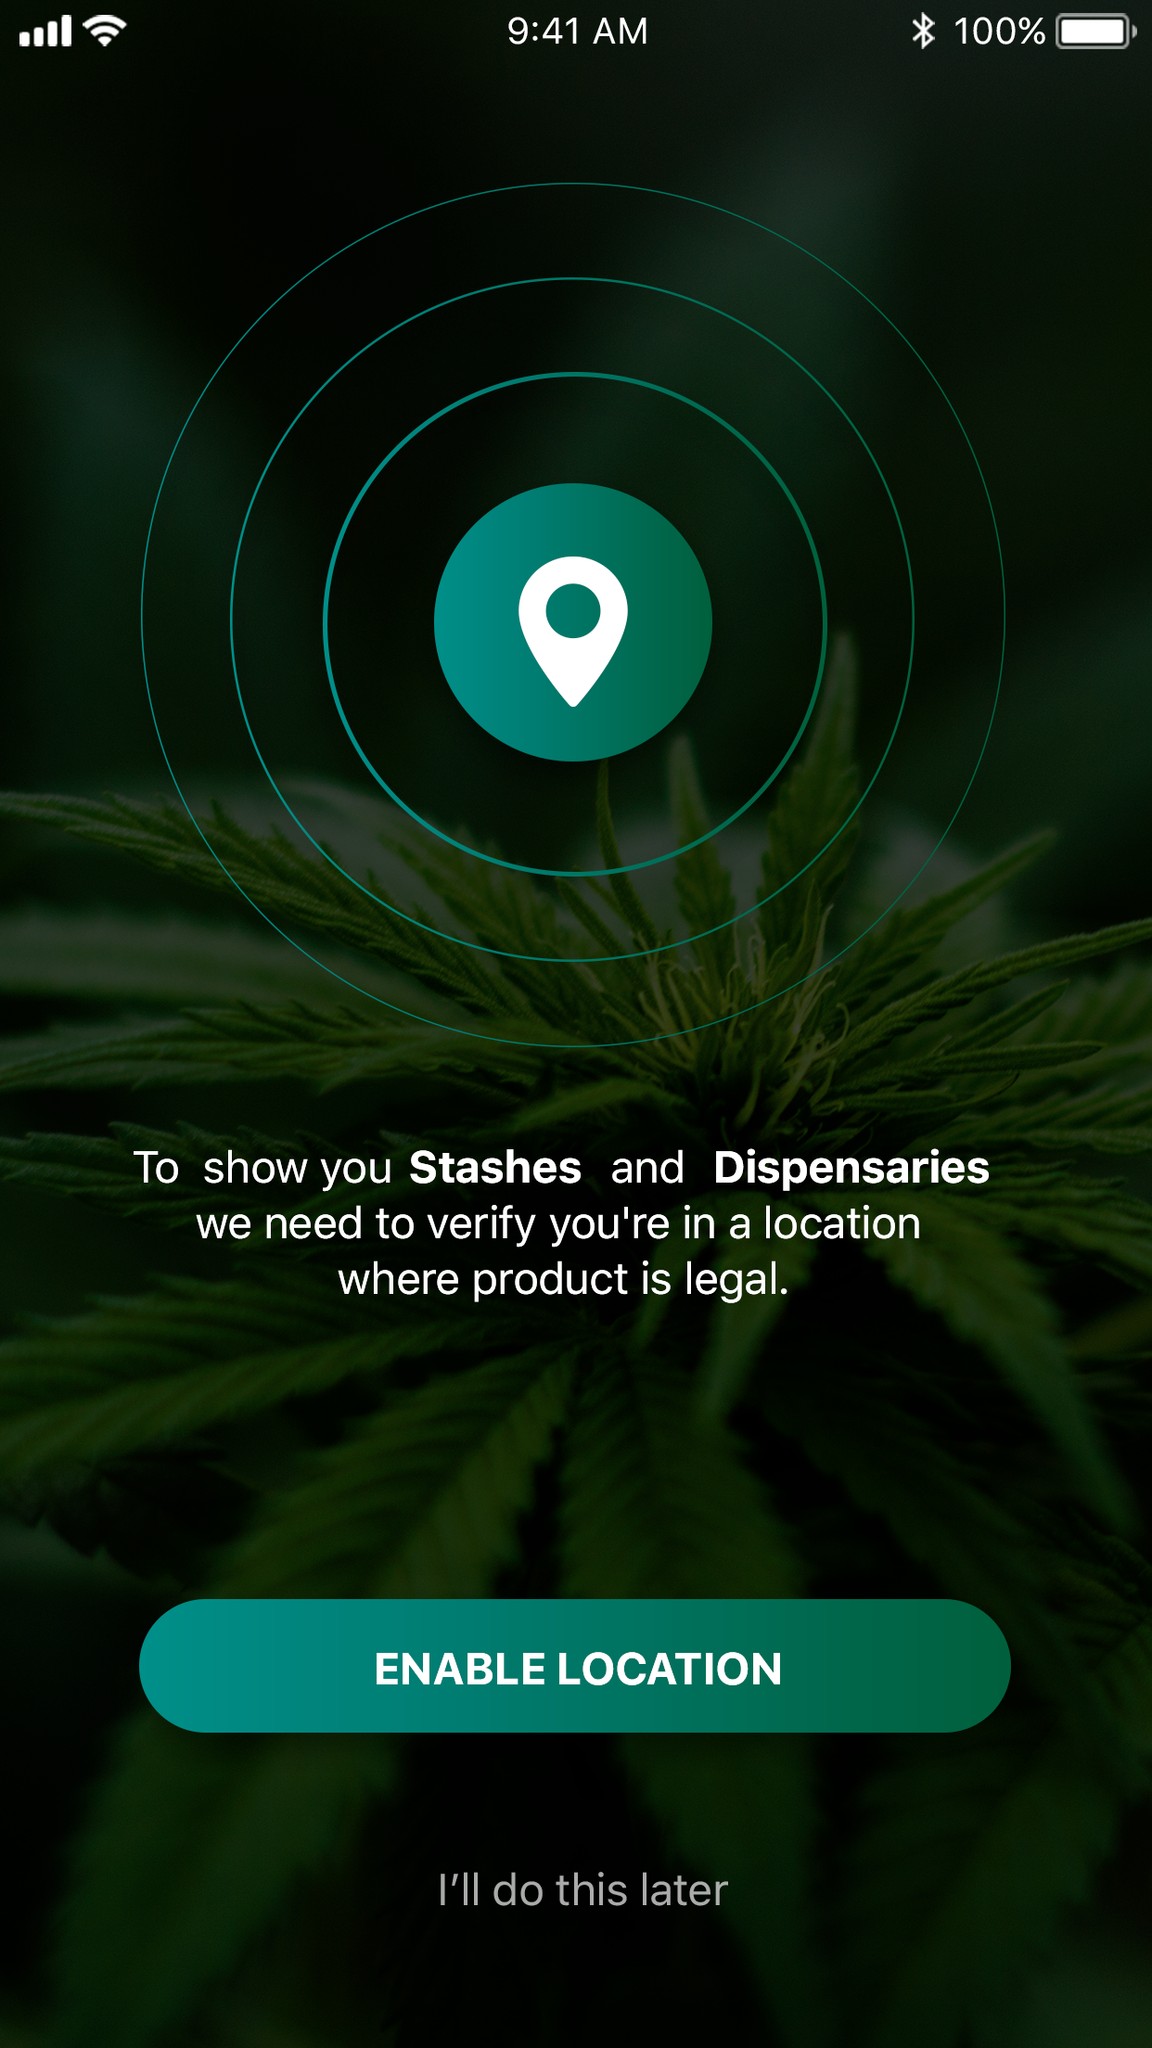 9:41 AM
100%
To show you Stashes and Dispensaries
we need to verify you're in a location
where product is legal.
ENABLE LOCATION
I’ll do this later